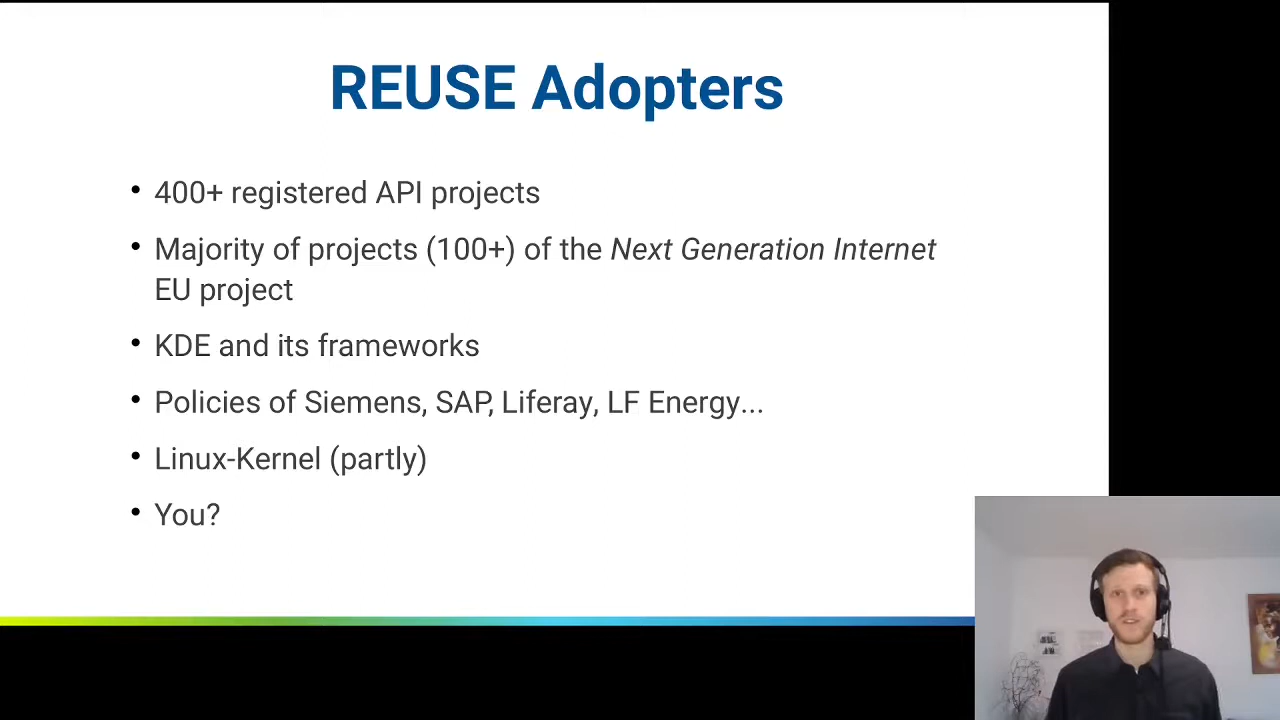 REUSE Adopters
• 400+ registered API projects
• Majority of projects (100+) of the Next Generation Internet
EU project
• KDE and its frameworks
• Policies of Siemens, SAP, Liferay, LF Energy...
• Linux-Kernel (partly)
• You?